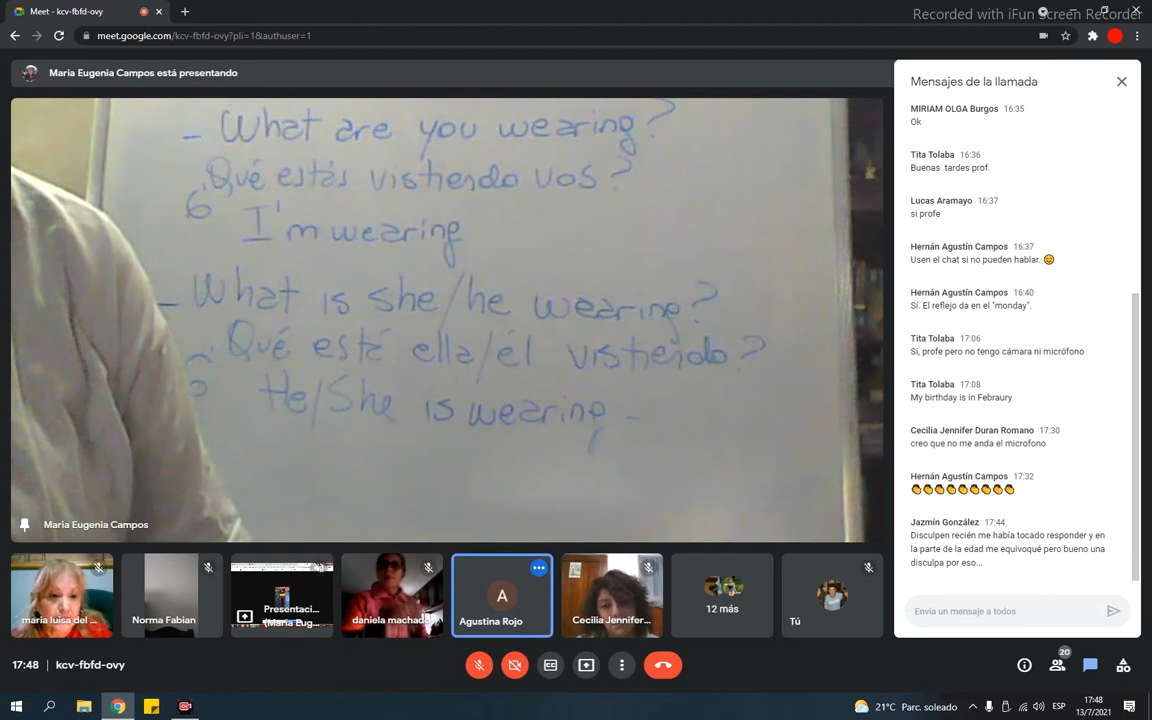 Meet - kcv-fbfd-ovy
Recorded with iFun Screen Recorder
meet.google.com/kcv-fbfd-ovy?pli=1&authuser=1
Maria Eugenia Campos está presentando
- What are you wearing?
¿Qué estás vistiendo vos?
I'm wearing
- What is she/he wearing?
Qué está ella/él vistiendo?
He/She is wearing -
Maria Eugenia Campos
maria luisa del ...
Norma Fabian
Presentaci...
(Maria Eug...
daniela machado
A
Agustina Rojo
Cecilia Jennifer...
12 más
Tú
Mensajes de la llamada
MIRIAM OLGA Burgos 16:35
Ok
Tita Tolaba 16:36
Buenas tardes prof.
Lucas Aramayo 16:37
si profe
Hernán Agustín Campos 16:37
Usen el chat si no pueden hablar. 😊
Hernán Agustín Campos 16:40
Sí. El reflejo da en el "monday".
Tita Tolaba 17:06
Si, profe pero no tengo cámara ni micrófono
Tita Tolaba 17:08
My birthday is in Febraury
Cecilia Jennifer Duran Romano 17:30
creo que no me anda el microfono
Hernán Agustín Campos 17:32
👏👏👏👏👏👏👏👏👏
Jazmín González 17:44
Disculpen recién me había tocado responder y en
la parte de la edad me equivoqué pero bueno una
disculpa por eso...
Envía un mensaje a todos
17:48 | kcv-fbfd-ovy
20
21°C Parc. soleado
ESP
17:48
13/7/2021